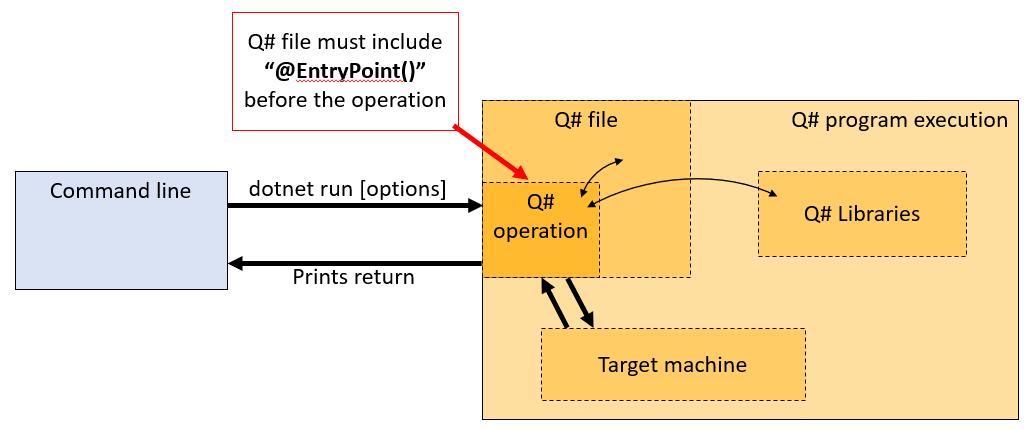 Q# file must include
“@EntryPoint()”
before the operation
Q# file
Q# program execution
Command line
dotnet run [options]
Q#
operation
Q# Libraries
Prints return
Target machine